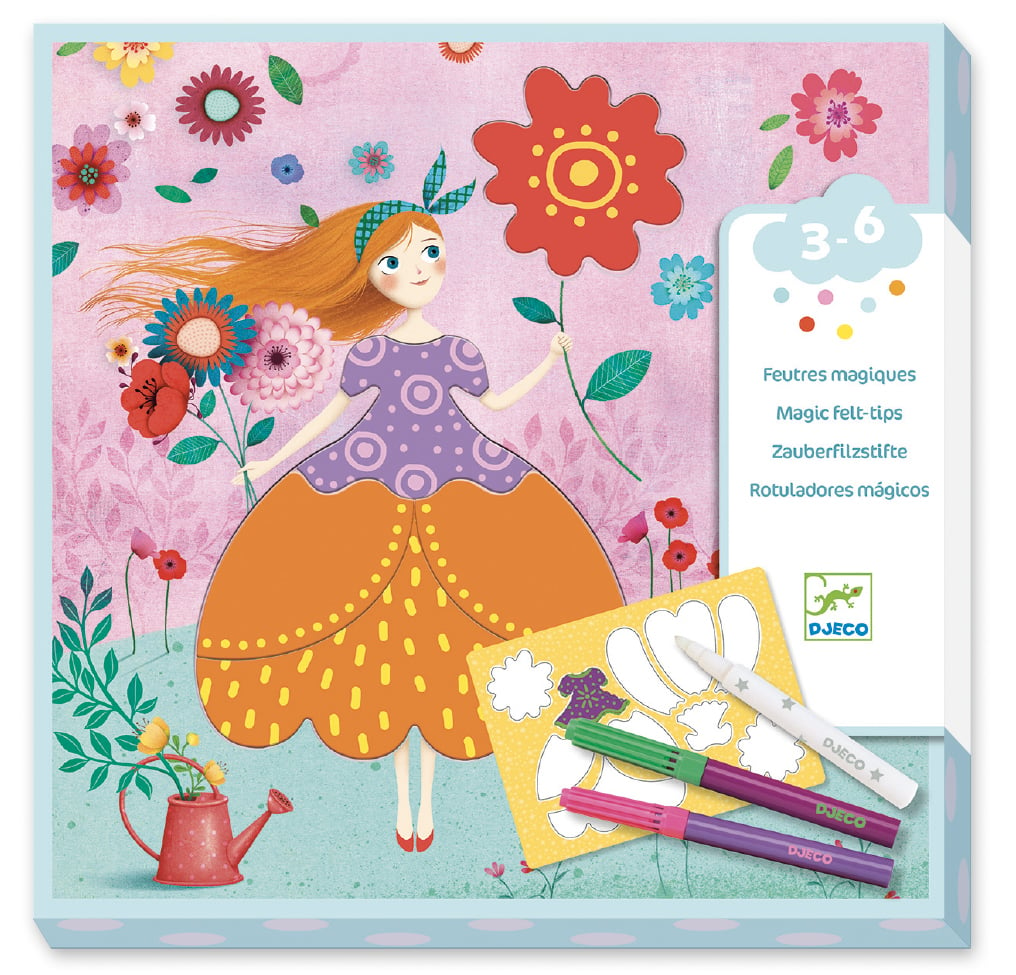 3-6
Feutres magiques
Magic felt-tips
Zauberfilzstifte
Rotuladores mágicos
DJECO
DJECO
DJECO
DJECO